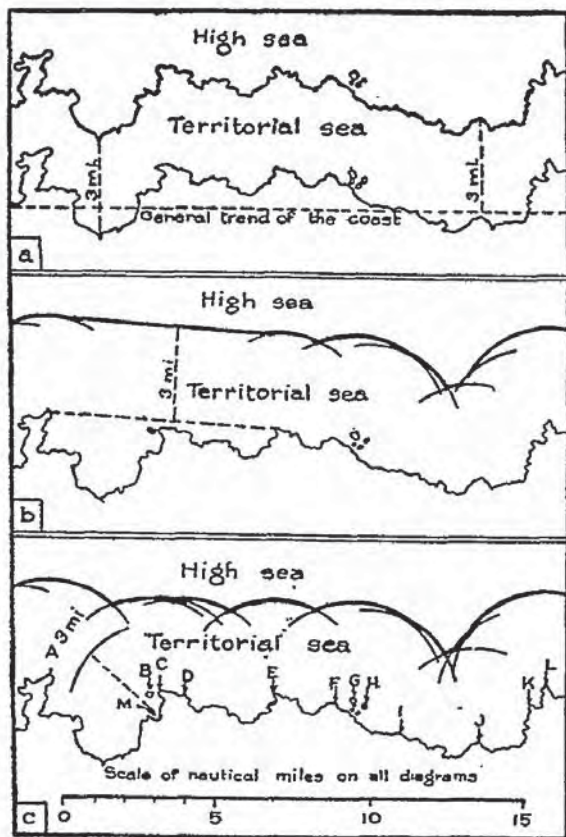 High sea
Territorial sea
3 mi.
3 mi.
General trend of the coast
a
High sea
3 mi
Territorial sea
b
High sea
A 3 mi
Territorial sea
B C D E F G H I J K L
M
Scale of nautical miles on all diagrams
c
0 5 10 15